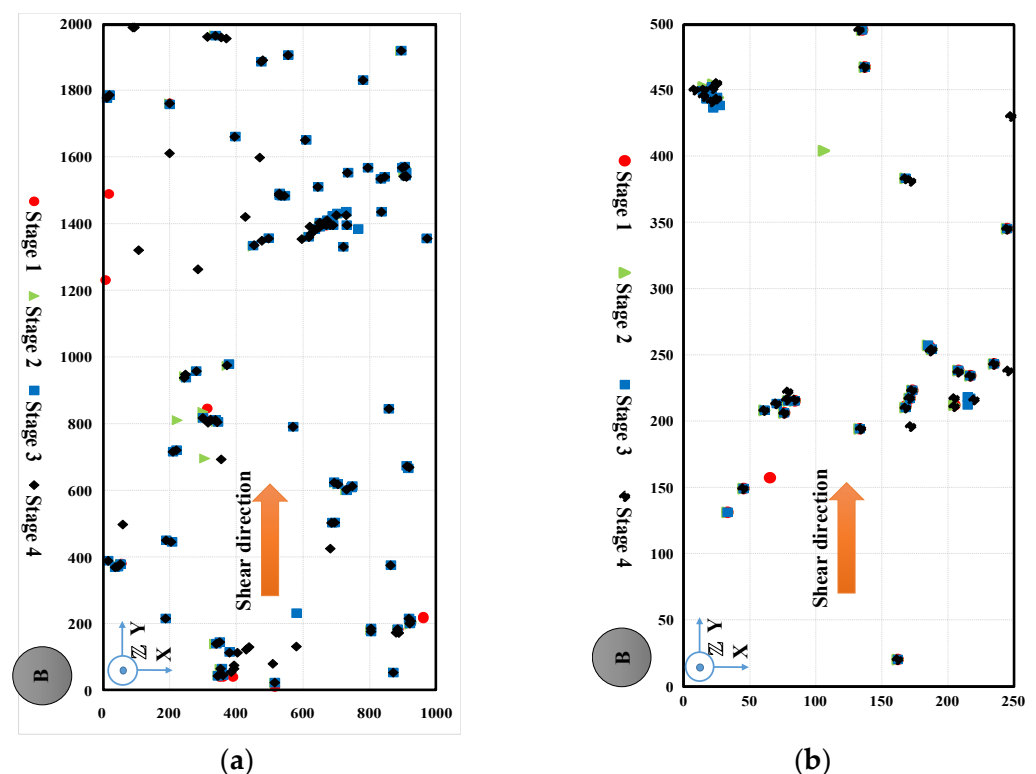 2000
1800
1600
1400
1200
1000
800
600
400
200
0
0 200 400 600 800 1000
Stage 1 Stage 2 Stage 3 Stage 4
Shear direction
B
Y
Z
X
(a)
500
450
400
350
300
250
200
150
100
50
0
0 50 100 150 200 250
Stage 1 Stage 2 Stage 3 Stage 4
Shear direction
B
Y
Z
X
(b)